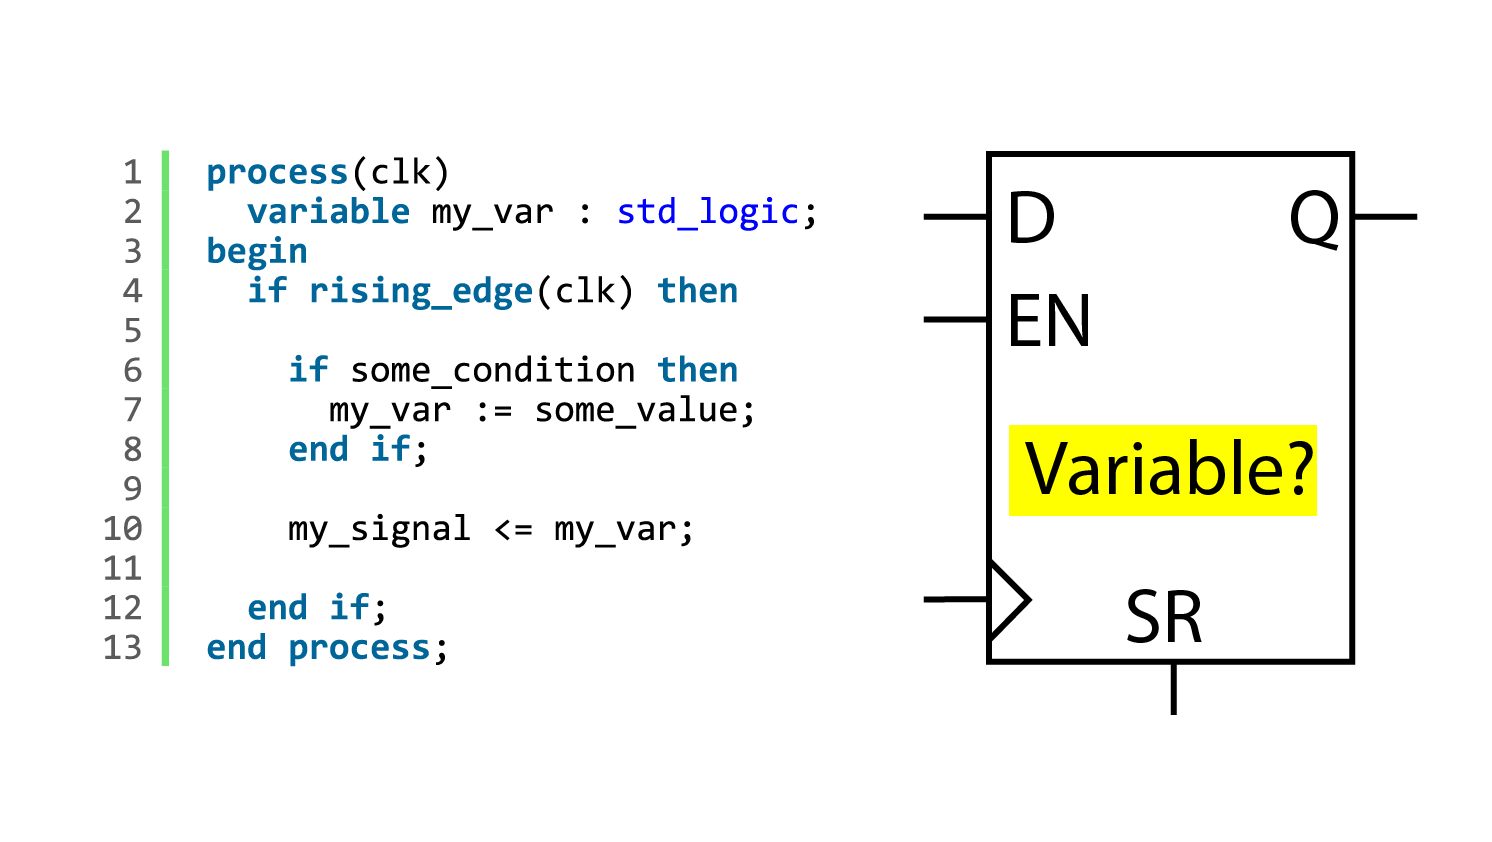 1 process(clk)
2 variable my_var : std_logic;
3 begin
4 if rising_edge(clk) then
5
6 if some_condition then
7 my_var := some_value;
8 end if;
9
10 my_signal <= my_var;
11
12 end if;
13 end process;
D Q
EN
Variable?
SR